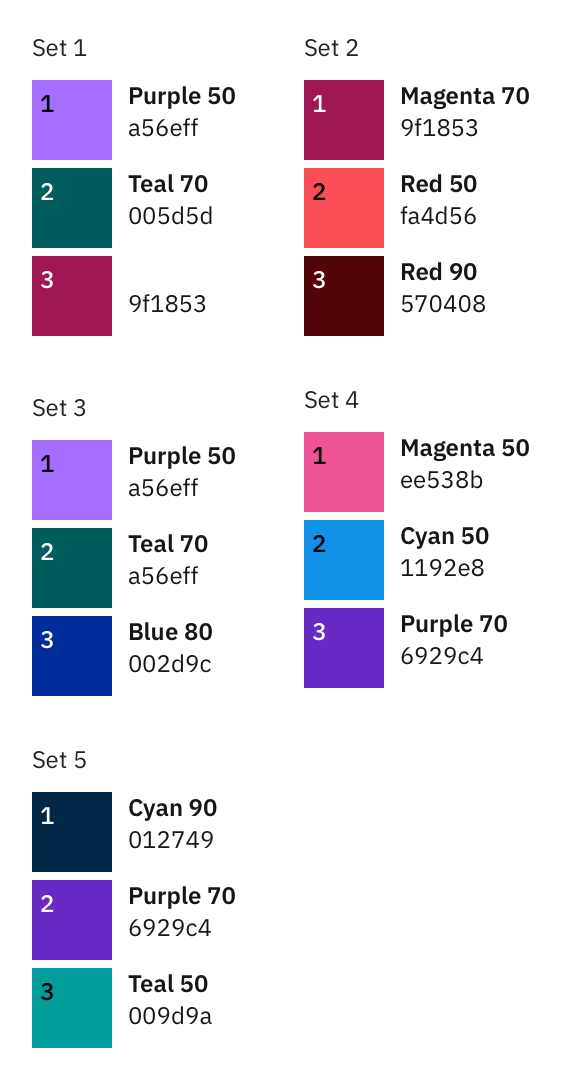 Set 1
1
Purple 50
a56eff
2
Teal 70
005d5d
3
9f1853
Set 2
1
Magenta 70
9f1853
2
Red 50
fa4d56
3
Red 90
570408
Set 3
1
Purple 50
a56eff
2
Teal 70
a56eff
3
Blue 80
002d9c
Set 4
1
Magenta 50
ee538b
2
Cyan 50
1192e8
3
Purple 70
6929c4
Set 5
1
Cyan 90
012749
2
Purple 70
6929c4
3
Teal 50
009d9a